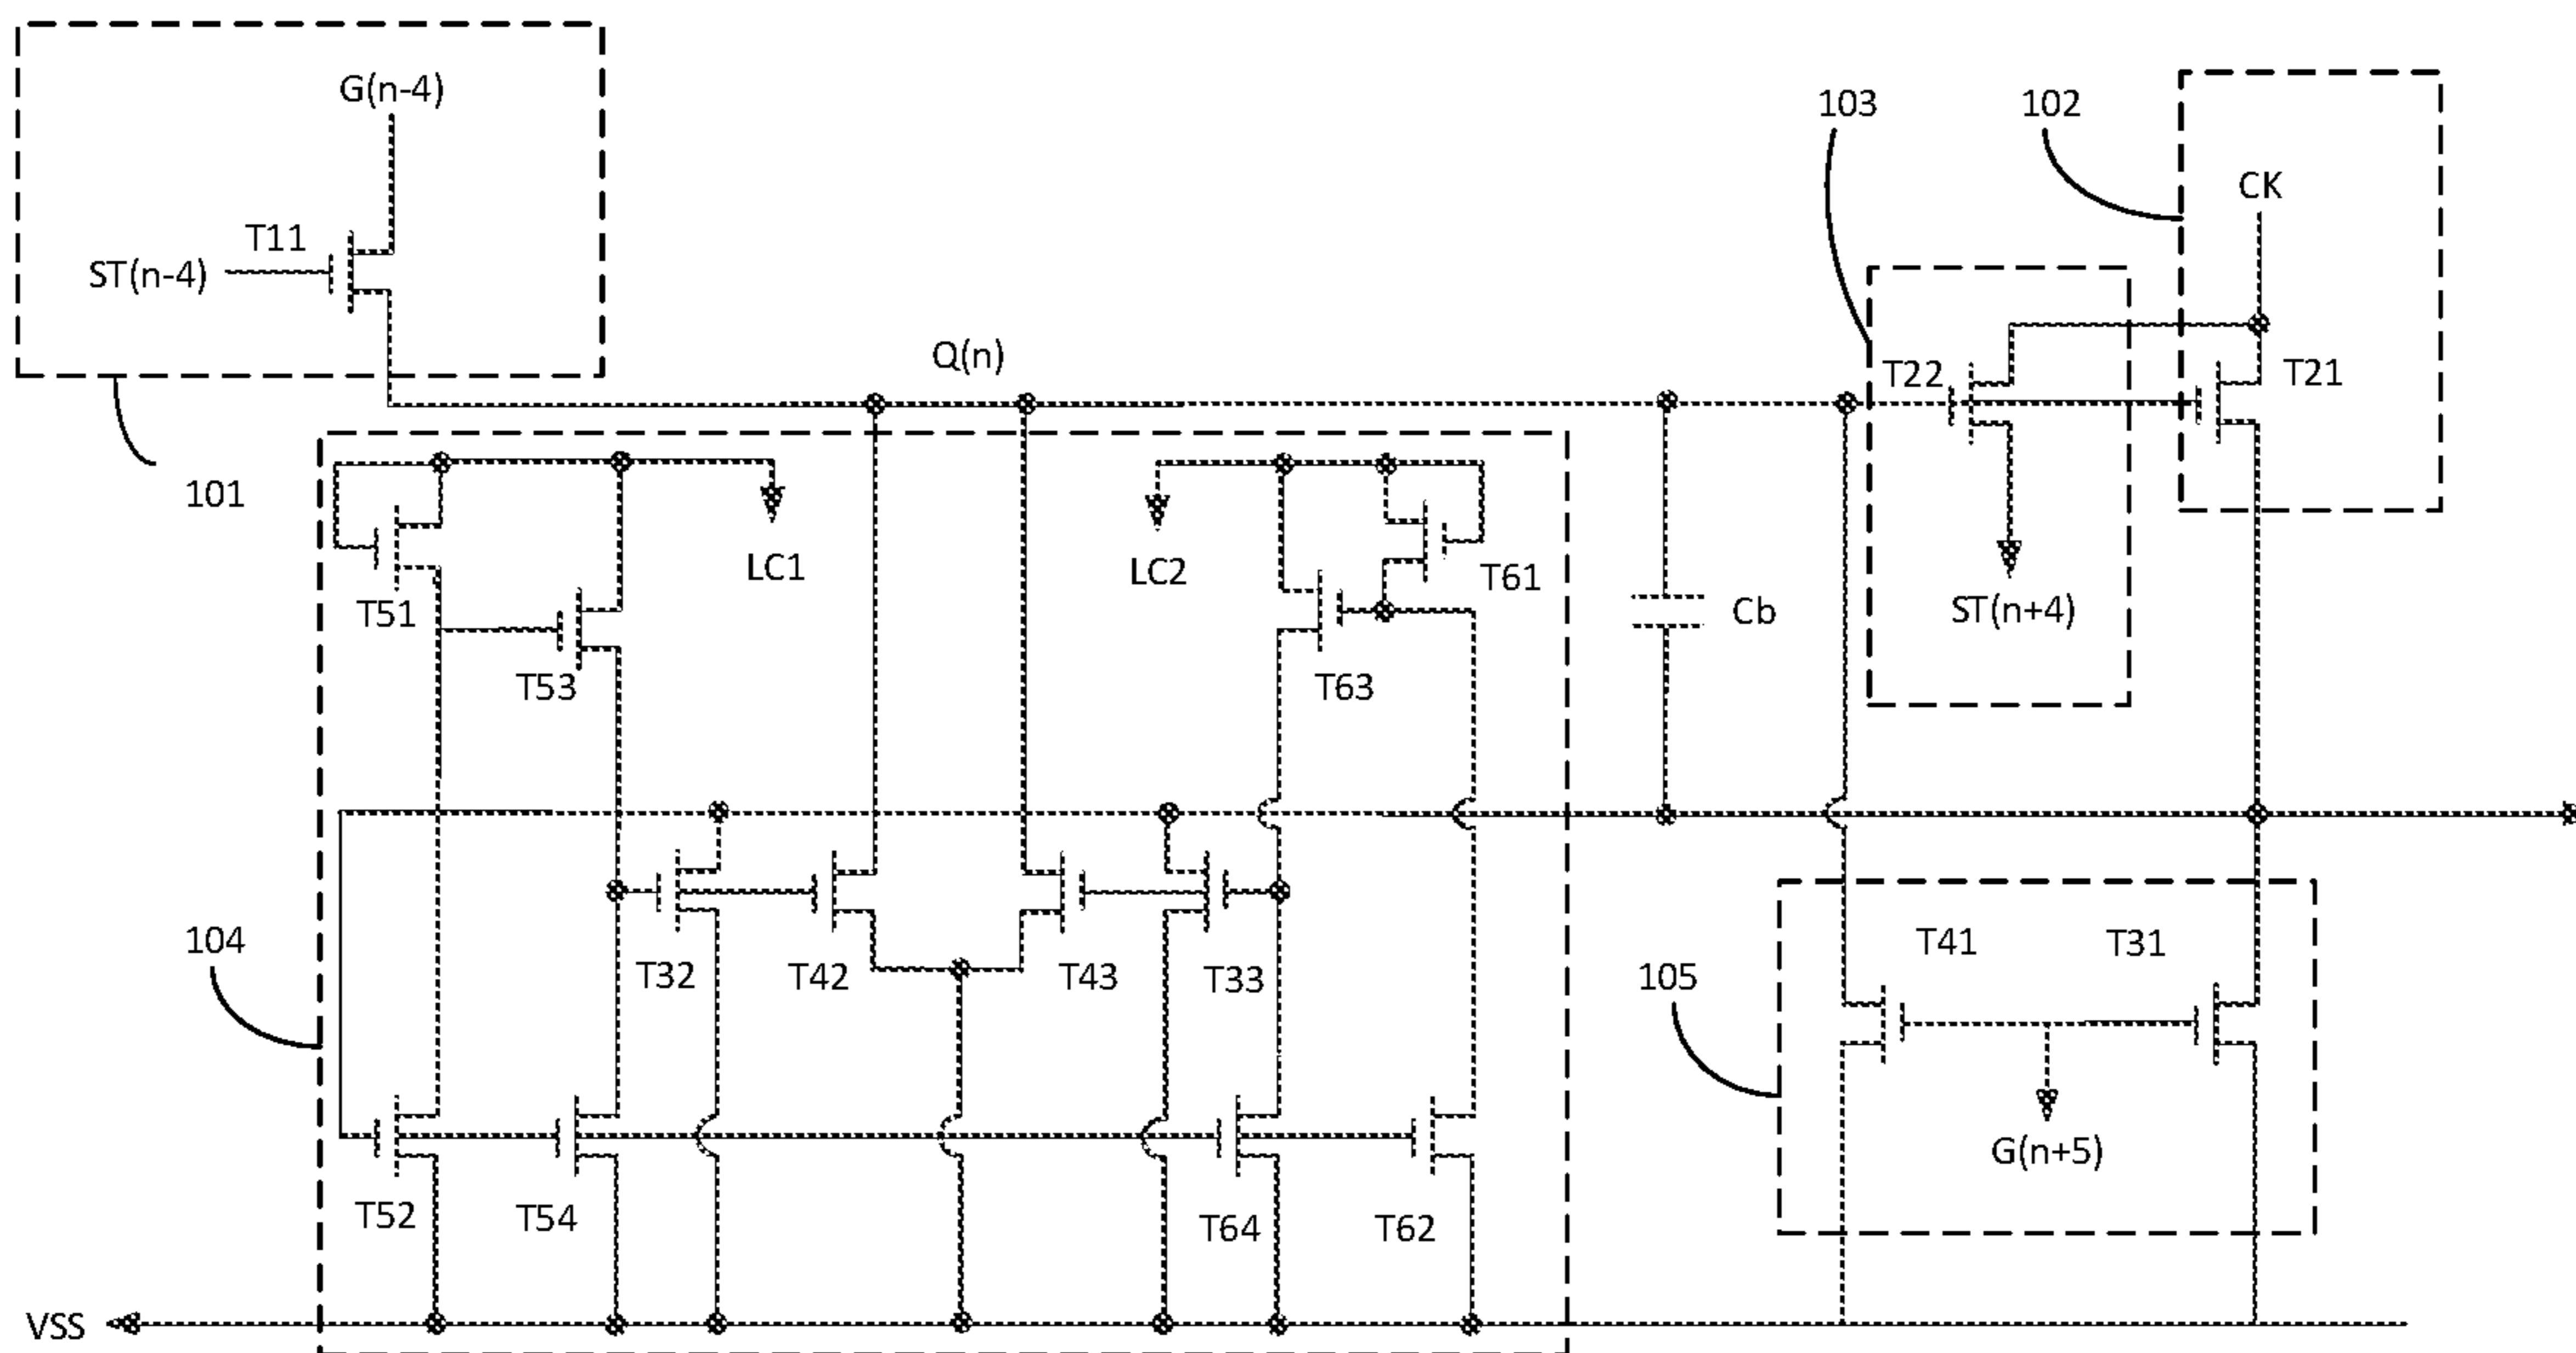 G(n-4)
T11
ST(n-4)
101
Q(n)
103
102
CK
T22
T21
ST(n+4)
LC1
LC2
T51
T53
T61
T63
Cb
104
T32
T42
T43
T33
105
T41
T31
G(n+5)
T52
T54
T64
T62
VSS